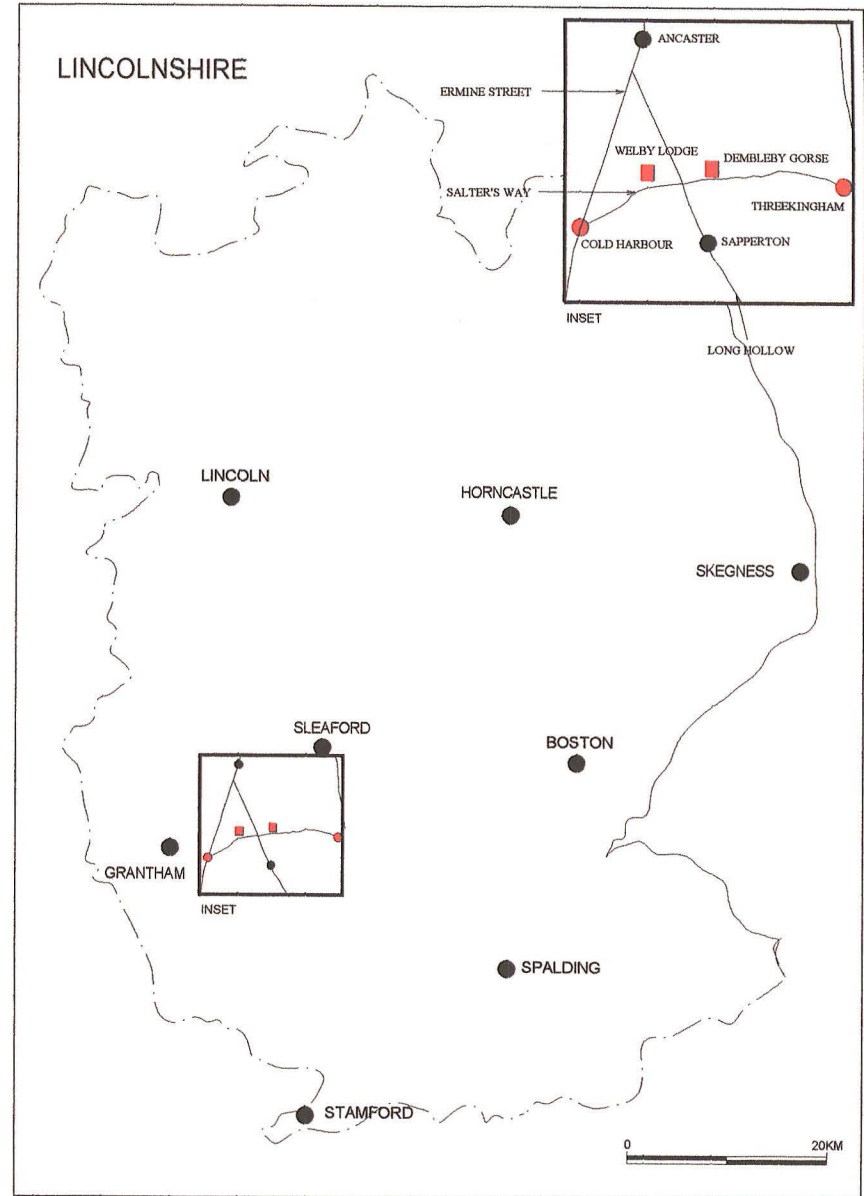 LINCOLNSHIRE
ANCASTER
ERMINE STREET
WELBY LODGE
DEMBLEBY GORSE
SALTER'S WAY
THREEKINGHAM
COLD HARBOUR
SAPPERTON
INSET
LONG HOLLOW
LINCOLN
HORNCASTLE
SKEGNESS
SLEAFORD
BOSTON
GRANTHAM
INSET
SPALDING
STAMFORD
0 20KM